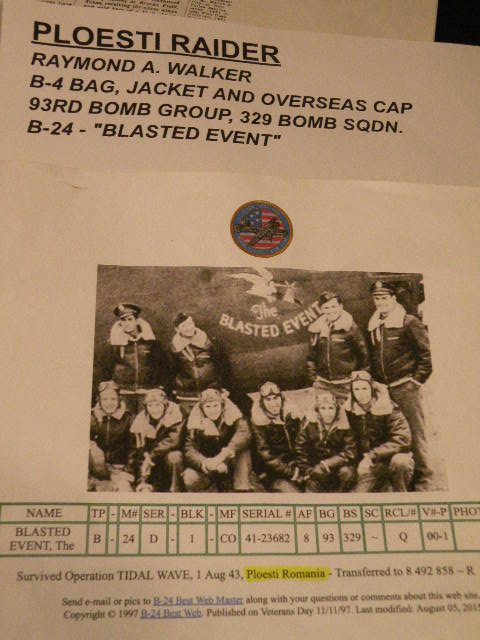 PLOESTI RAIDER
RAYMOND A. WALKER
B-4 BAG, JACKET AND OVERSEAS CAP
93RD BOMB GROUP, 329 BOMB SQDN.
B-24 - "BLASTED EVENT"
The
BLASTED EVENT
NAME TP - M# SER - BLK - MF SERIAL # AF BG BS SC RCL/# V#-P PHO
BLASTED EVENT, The B - 24 D - 1 - CO 41-23682 8 93 329 ~ Q 00-1
Survived Operation TIDAL WAVE, 1 Aug 43, Ploesti Romania - Transferred to 8 492 858 ~ R
Send e-mail or pics to B-24 Best Web Master along with your questions or comments about this web site.
Copyright © 1997 B-24 Best Web. Published on Veterans Day 11/11/97. Last modified: August 05, 201